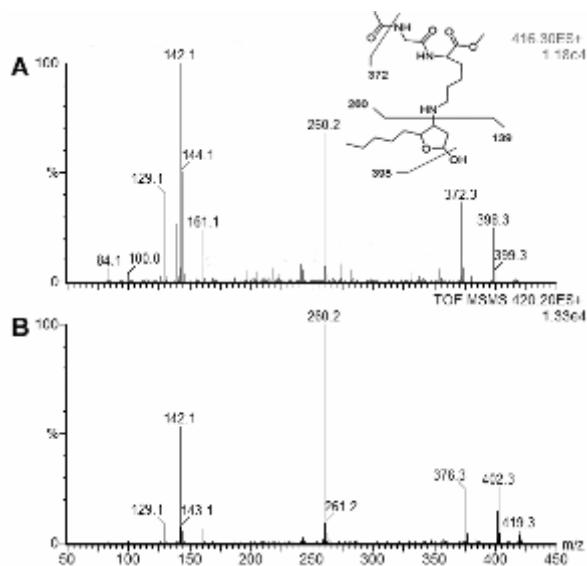 A
416.30ES+
1.18e4
100
%
0
142.1
144.1
129.1
161.1
84.1
100.0
260.2
372.3
398.3
399.3
O
NH
O
HN
O
O
372
HN
260
139
O
OH
398
B
TOF MSMS 420.20ES+
1.33e4
100
%
0
260.2
142.1
129.1
143.1
261.2
376.3
402.3
419.3
50 100 150 200 250 300 350 400 450 m/z